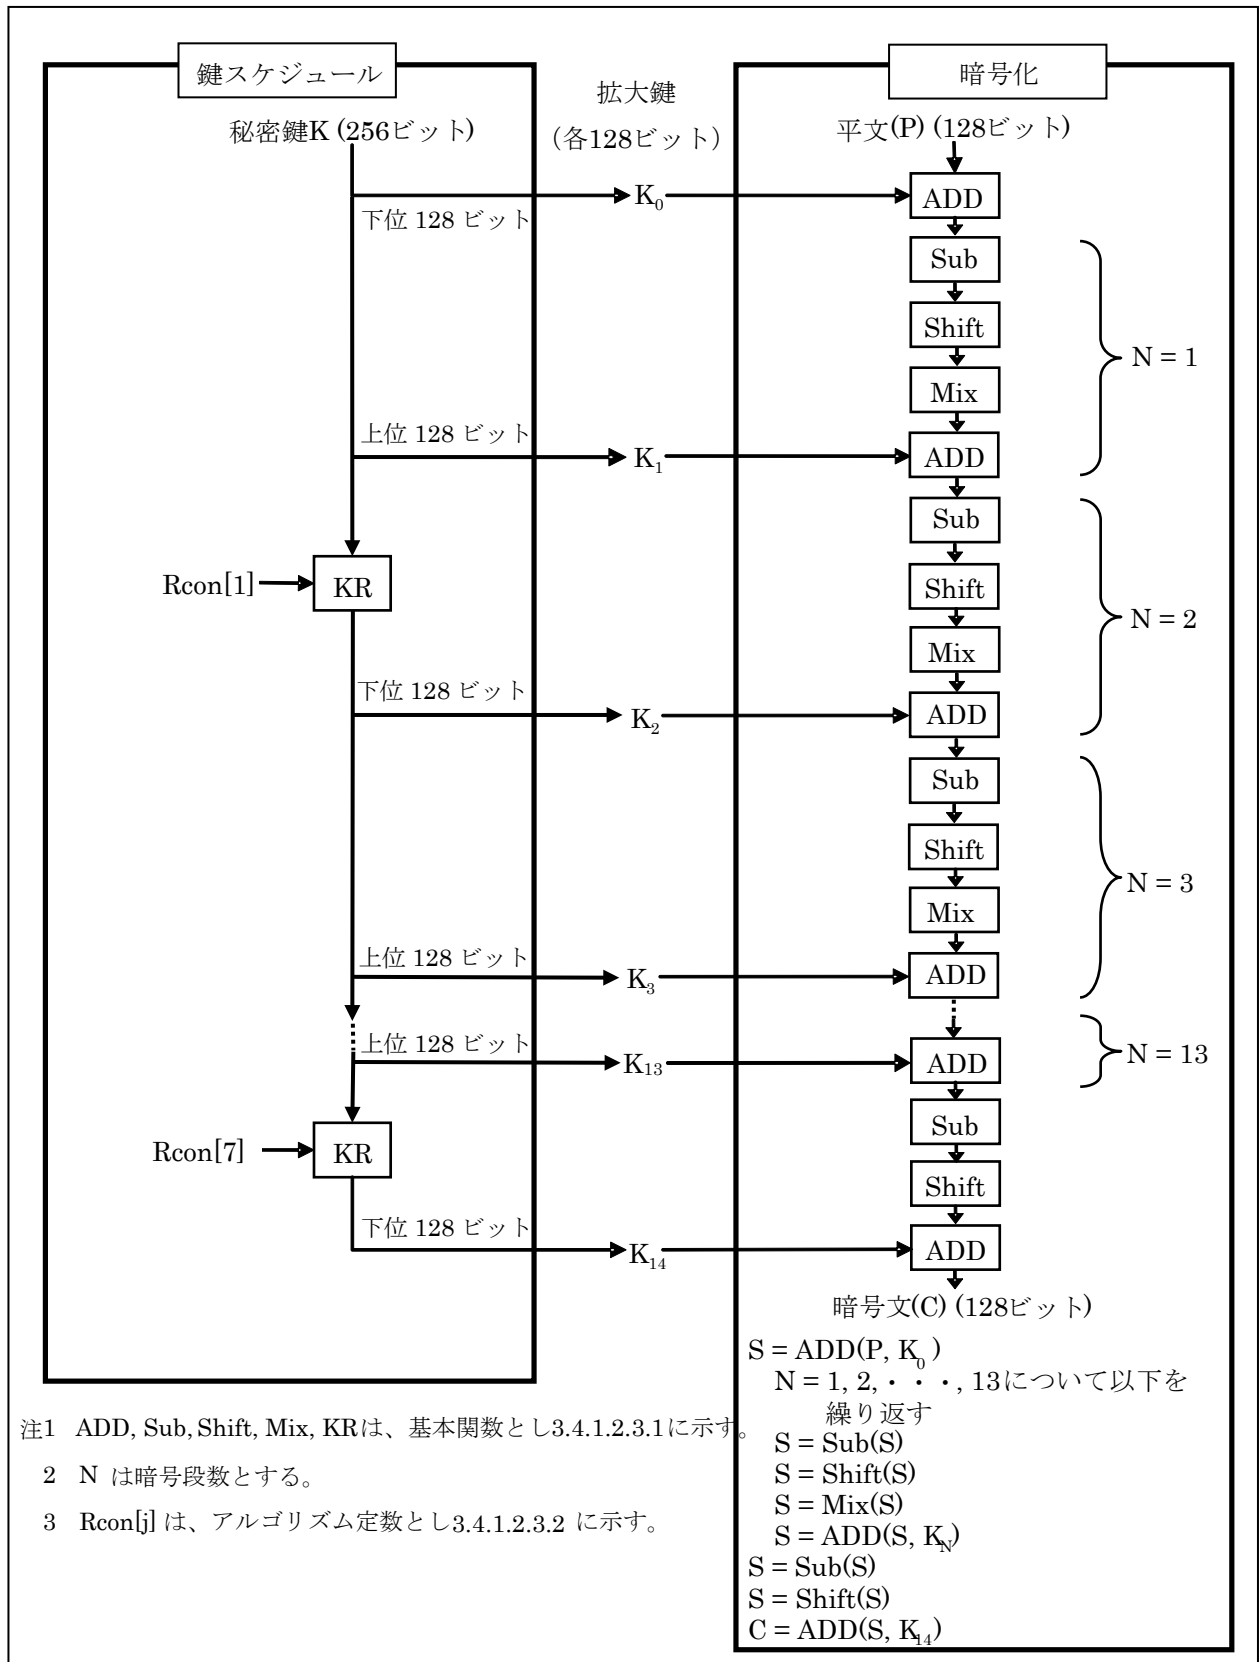 鍵スケジュール
拡大鍵
(各128ビット)
暗号化
秘密鍵K (256ビット)
平文(P) (128ビット)
K0
ADD
下位 128 ビット
Sub
Shift
N = 1
Mix
上位 128 ビット
K1
ADD
Sub
Rcon[1]
KR
Shift
N = 2
Mix
下位 128 ビット
K2
ADD
Sub
Shift
N = 3
Mix
上位 128 ビット
K3
ADD
上位 128 ビット
K13
ADD
N = 13
Sub
Rcon[7]
KR
Shift
下位 128 ビット
K14
ADD
暗号文(C) (128ビット)
S = ADD(P, K0 )
N = 1, 2,・・・, 13について以下を
繰り返す
S = Sub(S)
S = Shift(S)
S = Mix(S)
S = ADD(S, KN)
S = Sub(S)
S = Shift(S)
C = ADD(S, K14)
注1 ADD, Sub, Shift, Mix, KRは、基本関数とし3.4.1.2.3.1に示す。
2 N は暗号段数とする。
3 Rcon[j] は、アルゴリズム定数とし3.4.1.2.3.2 に示す。